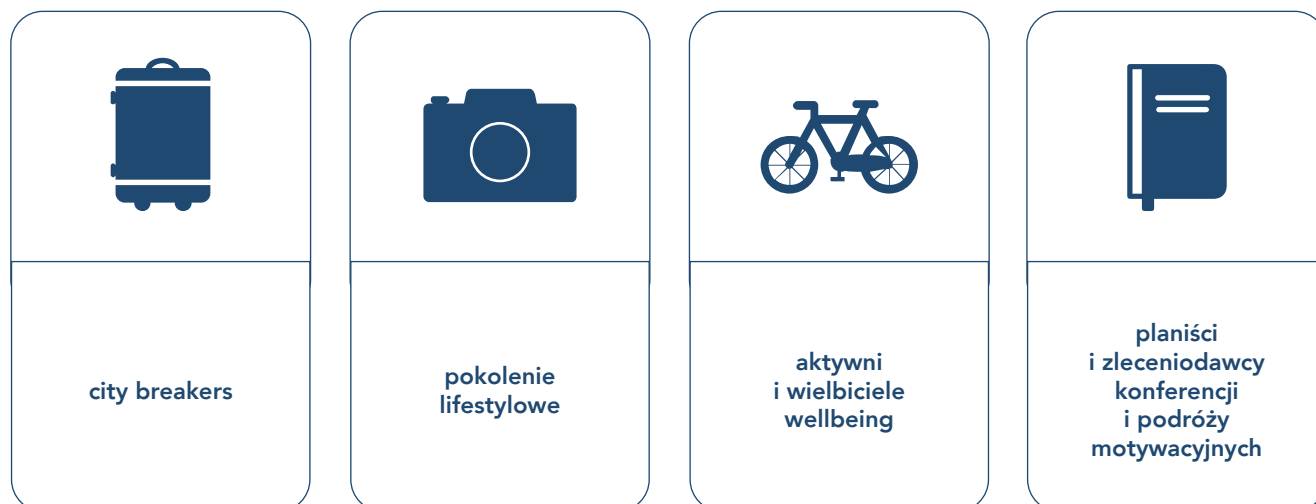 city breakers
pokolenie
lifestylowe
aktywni
i wielbiciele
wellbeing
planiści
i zleceniodawcy
konferencji
i podróży
motywacyjnych